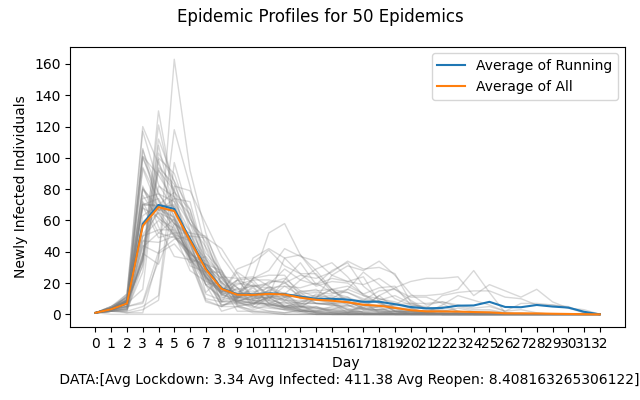 Epidemic Profiles for 50 Epidemics
Newly Infected Individuals
160
140
120
100
80
60
40
20
0
Average of Running
Average of All
0 1 2 3 4 5 6 7 8 9 10 11 12 13 14 15 16 17 18 19 20 21 22 23 24 25 26 27 28 29 30 31 32
Day
DATA:[Avg Lockdown: 3.34 Avg Infected: 411.38 Avg Reopen: 8.408163265306122]